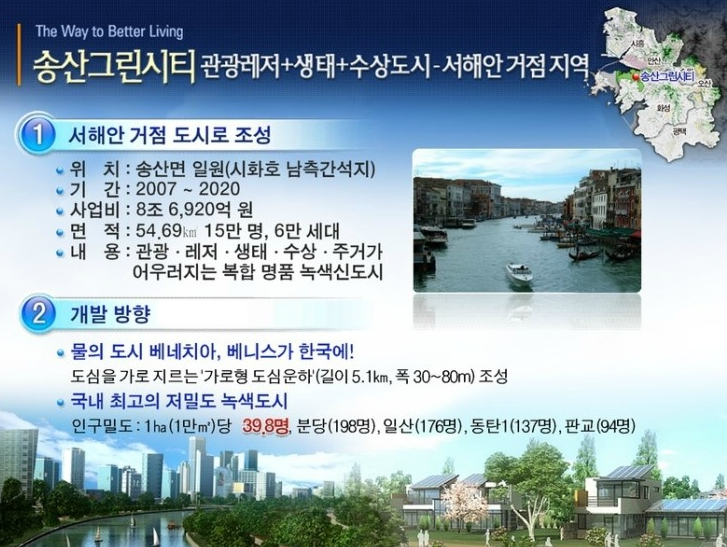 The Way to Better Living
송산그린시티 관광레저+생태+수상도시-서해안 거점 지역
시흥
안산
송산그린시티
오산
화성
평택
1 서해안 거점 도시로 조성
위 치 : 송산면 일원(시화호 남측간석지)
기 간 : 2007 ~ 2020
사업비 : 8조 6,920억 원
면 적 : 54,69㎢ 15만 명, 6만 세대
내 용 : 관광 · 레저 · 생태 · 수상 · 주거가
어우러지는 복합 명품 녹색신도시
2 개발 방향
물의 도시 베네치아, 베니스가 한국에!
도심을 가로 지르는 '가로형 도심운하'(길이 5.1㎞, 폭 30~80m) 조성
국내 최고의 저밀도 녹색도시
인구밀도 : 1㏊ (1만㎡)당 39,8명, 분당(198명), 일산(176명), 동탄1(137명), 판교(94명)